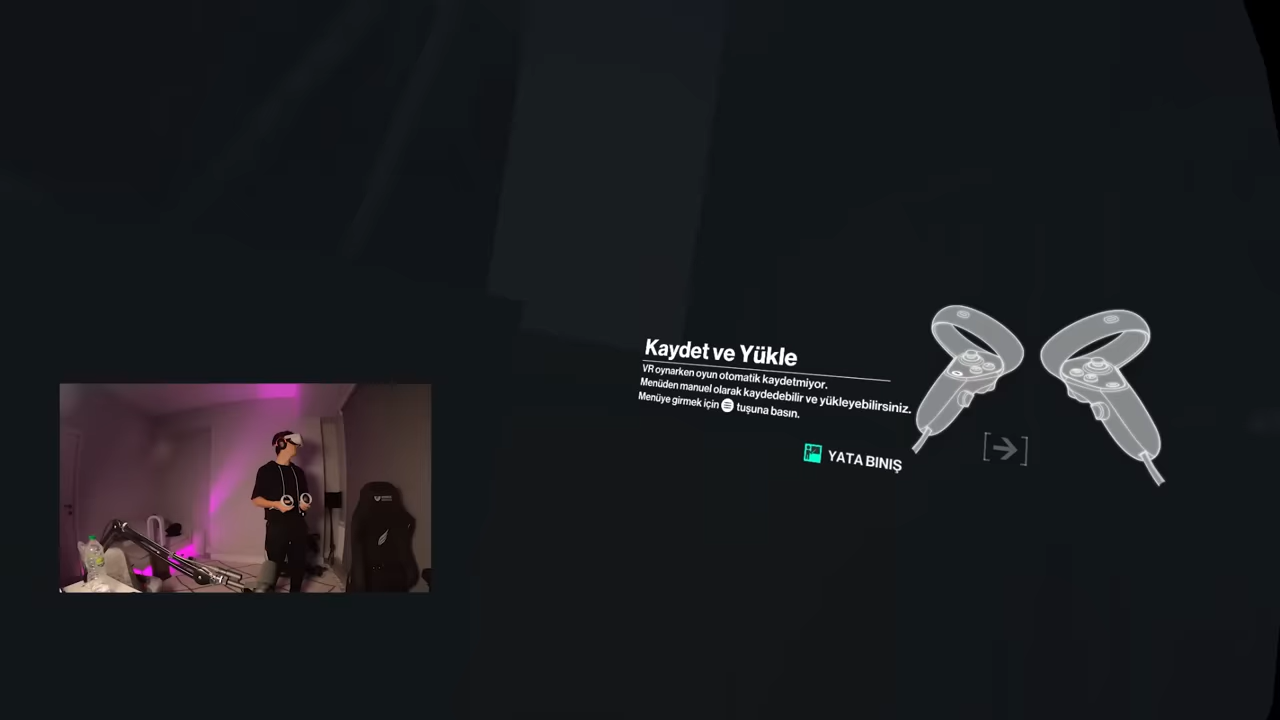 Kaydet ve Yükle
VR oynarken oyun otomatik kaydetmiyor.
Menüden manuel olarak kaydedebilir ve yükleyebilirsiniz.
Menüye girmek için tuşuna basın.
YATA BINIŞ